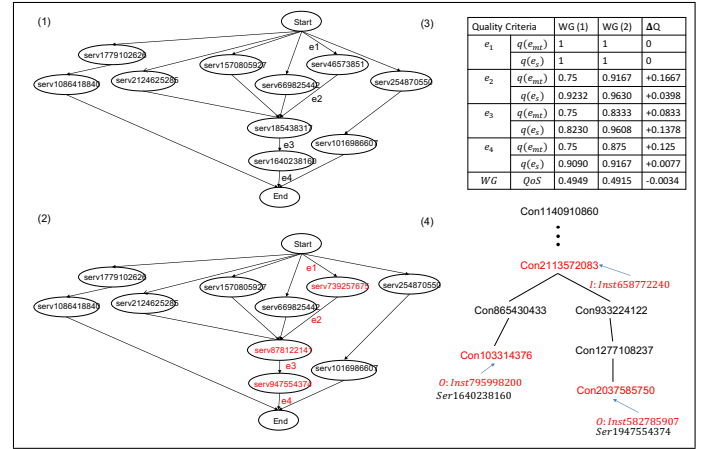 (1)
Start
e1
serv1779102626
serv1570805927
serv46573851
serv1086418840
serv2124625285
serv669825442
serv254870550
e2
serv185438317
e3
serv1640238160
serv1016986607
e4
End
(3)
Quality Criteria WG (1) WG (2) ΔQ
e₁ q(eₘₜ) 1 1 0
q(eₛ) 1 1 0
e₂ q(eₘₜ) 0.75 0.9167 +0.1667
q(eₛ) 0.9232 0.9630 +0.0398
e₃ q(eₘₜ) 0.75 0.8333 +0.0833
q(eₛ) 0.8230 0.9608 +0.1378
e₄ q(eₘₜ) 0.75 0.875 +0.125
q(eₛ) 0.9090 0.9167 +0.0077
WG QoS 0.4949 0.4915 -0.0034
(2)
Start
e1
serv1779102626
serv1570805927
serv739257675
serv254870550
serv1086418840
serv2124625285
serv669825442
e2
serv878122141
e3
serv947554374
serv1016986607
e4
End
(4)
Con1140910860
Con2113572083
I: Inst658772240
Con865430433
Con933224122
Con103314376
Con1277108237
O: Inst795998200
Ser1640238160
Con2037585750
O: Inst582785907
Ser1947554374